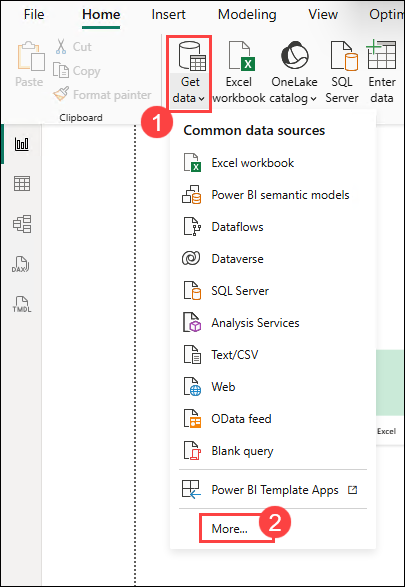 File Home Insert Modeling View Optim
Paste
Cut
Copy
Format painter
Clipboard
Get data
Excel workbook
OneLake catalog
SQL Server
Enter data
1
Common data sources
Excel workbook
Power BI semantic models
Dataflows
Dataverse
SQL Server
Analysis Services
Text/CSV
Web
OData feed
Blank query
Power BI Template Apps
More...
2
DAX
TMDL
Excel